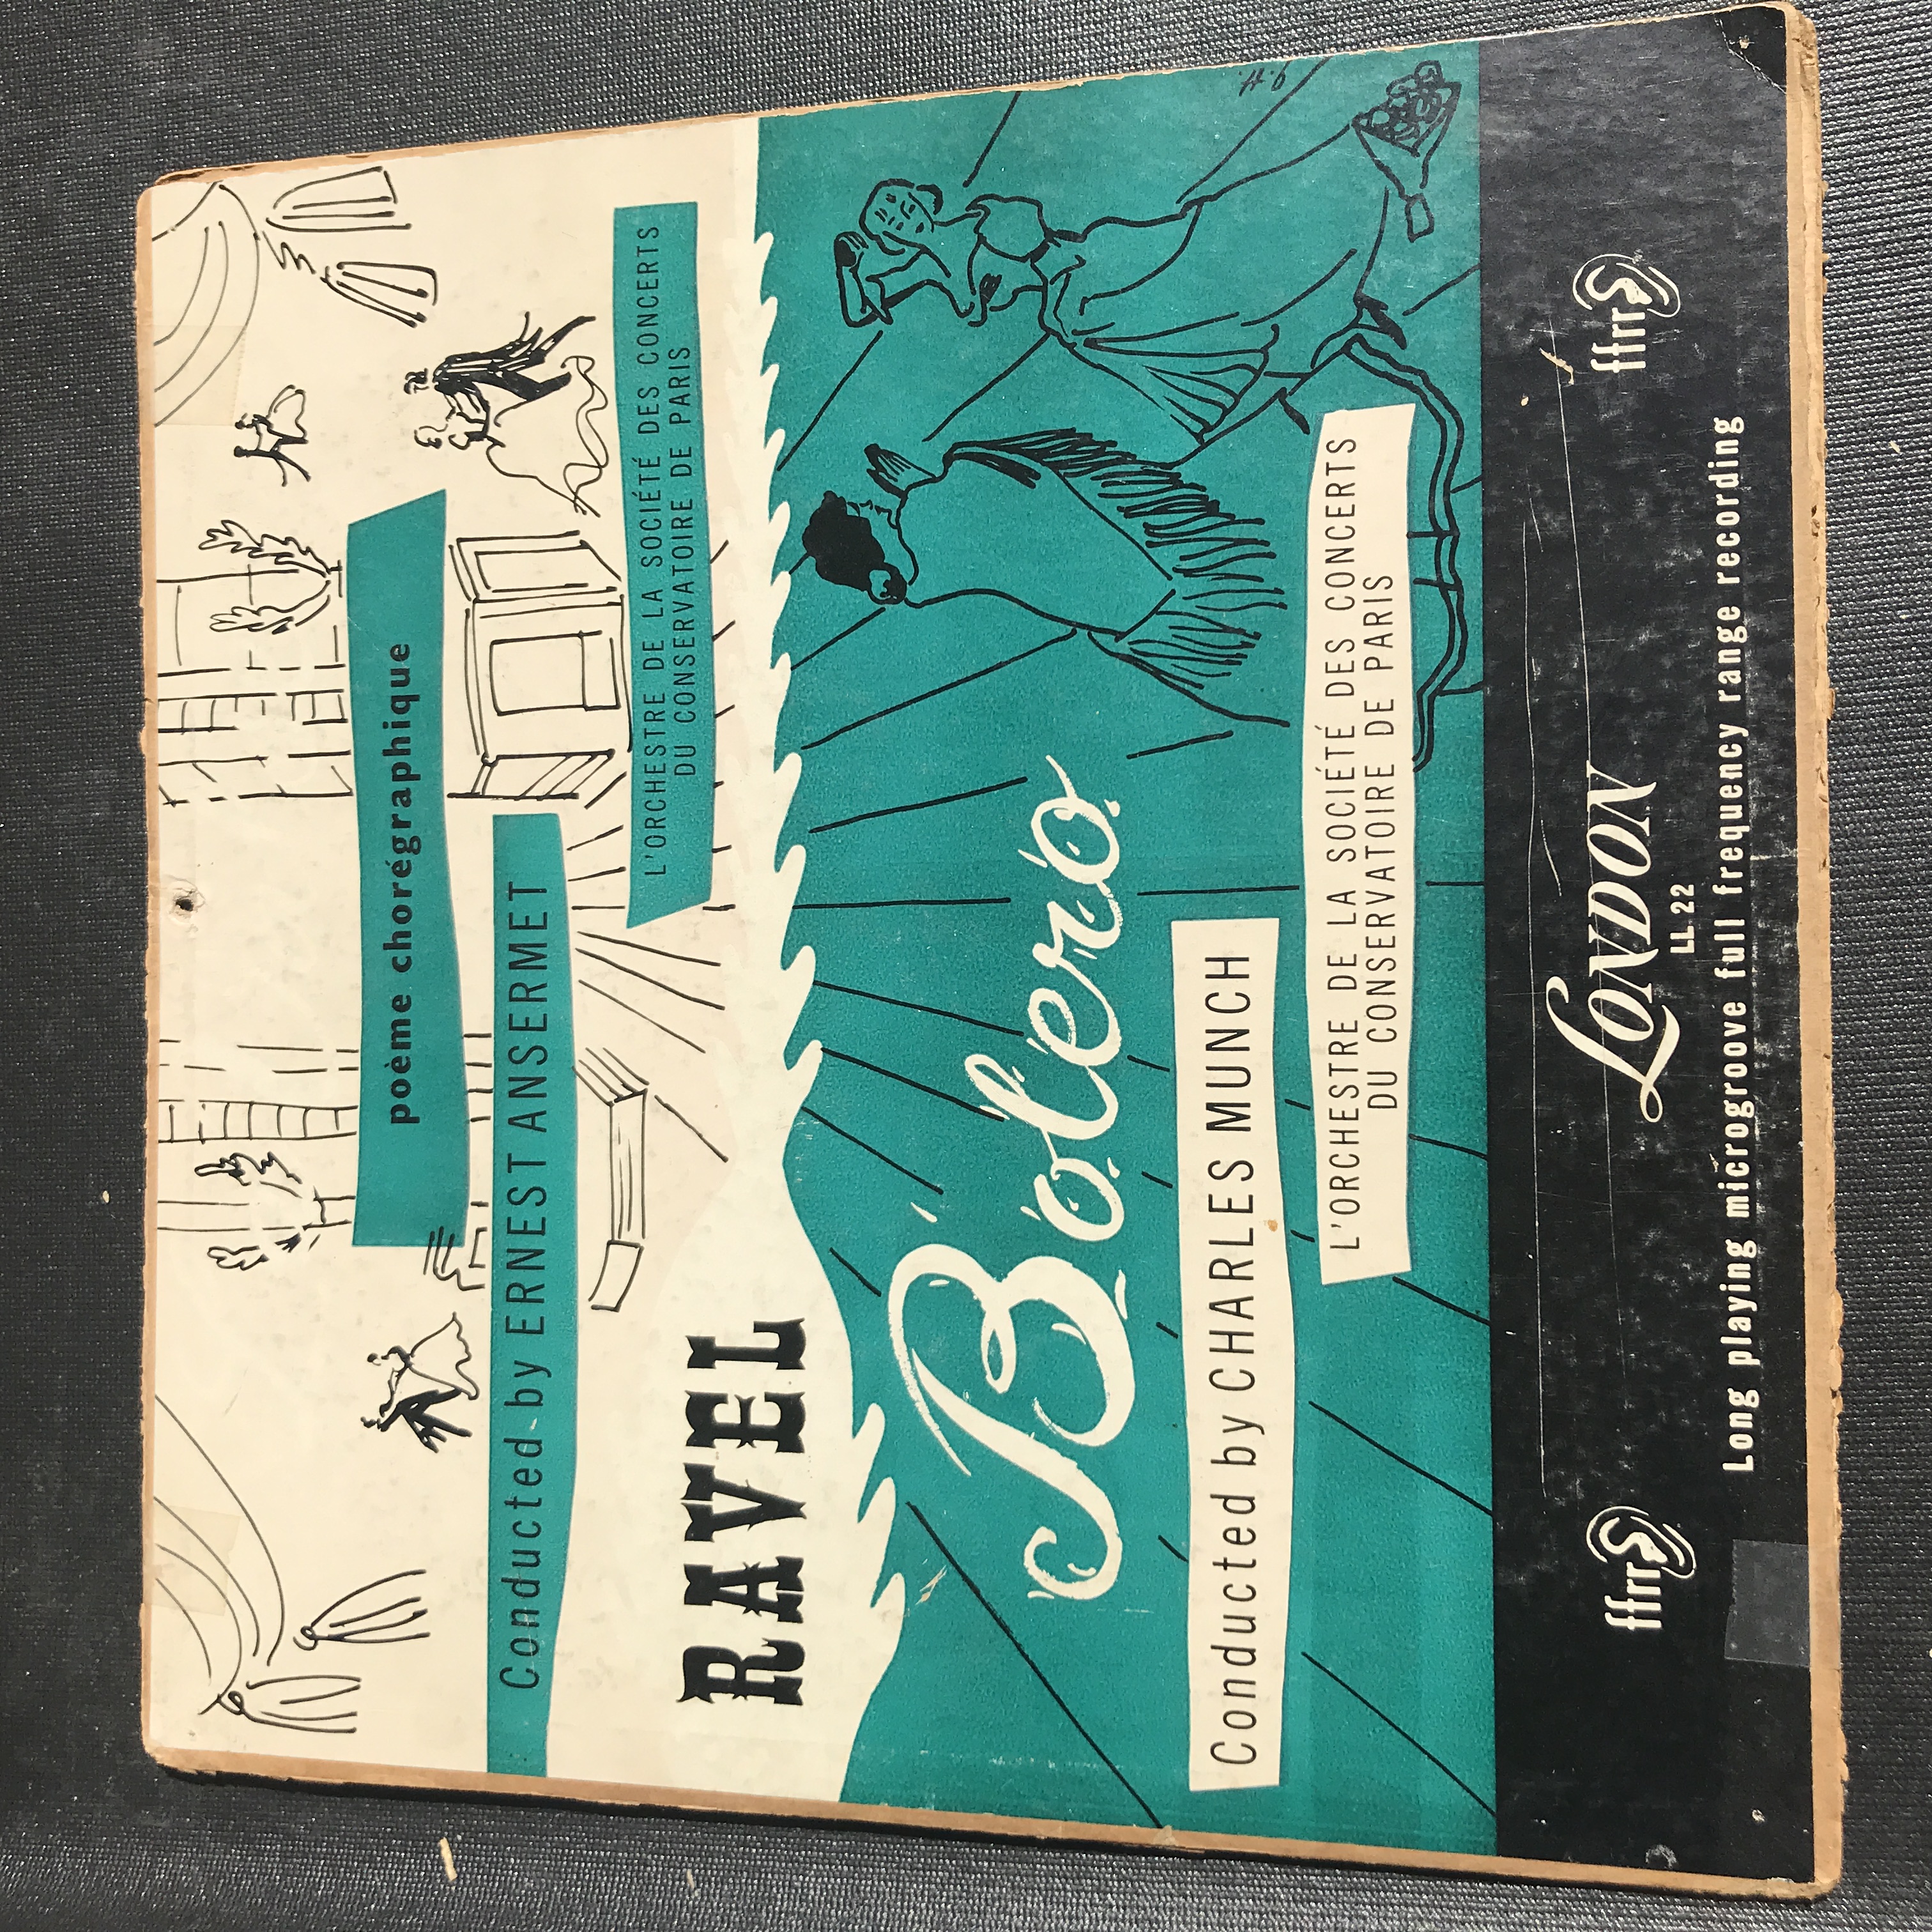 poème chorégraphique
Conducted by ERNEST ANSERMET
L'ORCHESTRE DE LA SOCIÉTÉ DES CONCERTS
DU CONSERVATOIRE DE PARIS
RAVEL
Bolero
Conducted by CHARLES MUNCH
L'ORCHESTRE DE LA SOCIÉTÉ DES CONCERTS
DU CONSERVATOIRE DE PARIS
ffrr
LONDON
ffrr
LL 22
Long playing microgroove full frequency range recording